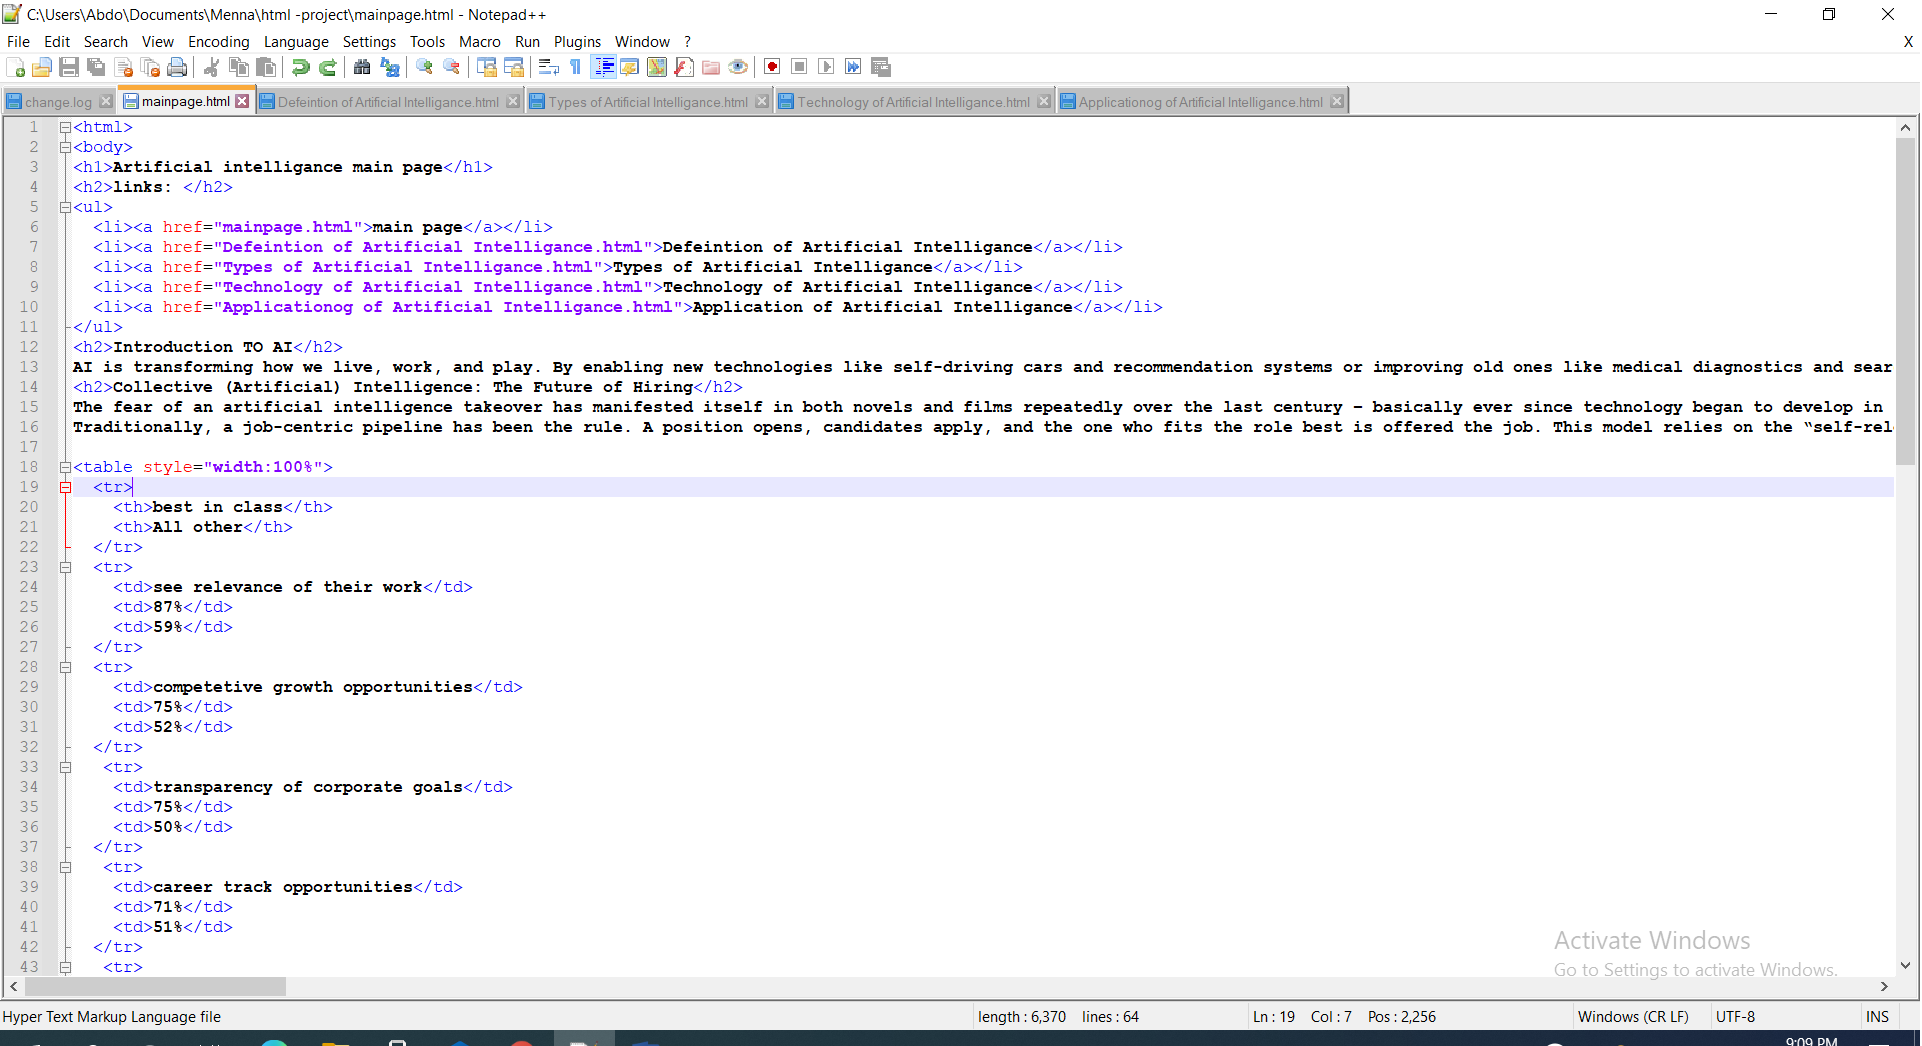 C:\Users\Abdo\Documents\Menna\html -project\mainpage.html - Notepad++
File Edit Search View Encoding Language Settings Tools Macro Run Plugins Window ? X
change.log mainpage.html Defeintion of Artificial Intelligance.html Types of Artificial Intelligance.html Technology of Artificial Intelligance.html Applicationog of Artificial Intelligance.html
1 <html>
2 <body>
3 <h1>Artificial intelligance main page</h1>
4 <h2>links: </h2>
5 <ul>
6 <li><a href="mainpage.html">main page</a></li>
7 <li><a href="Defeintion of Artificial Intelligance.html">Defeintion of Artificial Intelligance</a></li>
8 <li><a href="Types of Artificial Intelligance.html">Types of Artificial Intelligance</a></li>
9 <li><a href="Technology of Artificial Intelligance.html">Technology of Artificial Intelligance</a></li>
10 <li><a href="Applicationog of Artificial Intelligance.html">Application of Artificial Intelligance</a></li>
11 </ul>
12 <h2>Introduction TO AI</h2>
13 AI is transforming how we live, work, and play. By enabling new technologies like self-driving cars and recommendation systems or improving old ones like medical diagnostics and sear
14 <h2>Collective (Artificial) Intelligence: The Future of Hiring</h2>
15 The fear of an artificial intelligence takeover has manifested itself in both novels and films repeatedly over the last century – basically ever since technology began to develop in
16 Traditionally, a job-centric pipeline has been the rule. A position opens, candidates apply, and the one who fits the role best is offered the job. This model relies on the “self-rel
17
18 <table style="width:100%">
19 <tr>
20 <th>best in class</th>
21 <th>All other</th>
22 </tr>
23 <tr>
24 <td>see relevance of their work</td>
25 <td>87%</td>
26 <td>59%</td>
27 </tr>
28 <tr>
29 <td>competetive growth opportunities</td>
30 <td>75%</td>
31 <td>52%</td>
32 </tr>
33 <tr>
34 <td>transparency of corporate goals</td>
35 <td>75%</td>
36 <td>50%</td>
37 </tr>
38 <tr>
39 <td>career track opportunities</td>
40 <td>71%</td>
41 <td>51%</td>
42 </tr>
43 <tr>
Activate Windows
Go to Settings to activate Windows.
Hyper Text Markup Language file length : 6,370 lines : 64 Ln : 19 Col : 7 Pos : 2,256 Windows (CR LF) UTF-8 INS
9:09 PM